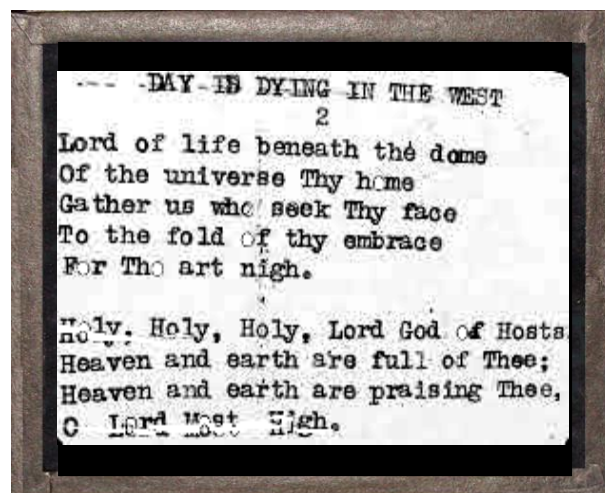 --- -DAY-IS DYING IN THE WEST
2
Lord of life beneath the dome
Of the universe Thy home
Gather us who seek Thy face
To the fold of thy embrace
For Tho art nigh.
Holy. Holy, Holy, Lord God of Hosts
Heaven and earth are full of Thee;
Heaven and earth are praising Thee,
O Lord Most High.